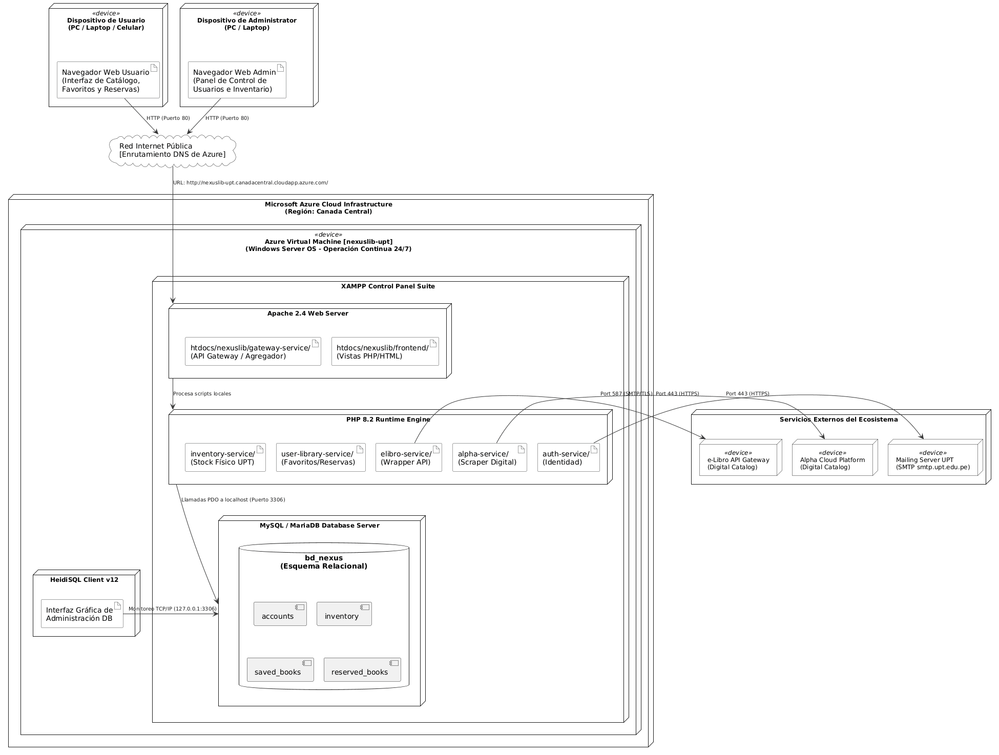 «device»
Dispositivo de Usuario
(PC / Laptop / Celular)
Navegador Web Usuario
(Interfaz de Catálogo,
Favoritos y Reservas)
«device»
Dispositivo de Administrator
(PC / Laptop)
Navegador Web Admin
(Panel de Control de
Usuarios e Inventario)
HTTP (Puerto 80)
HTTP (Puerto 80)
Red Internet Pública
[Enrutamiento DNS de Azure]
URL: http://nexuslib-upt.canadacentral.cloudapp.azure.com/
Microsoft Azure Cloud Infrastructure
(Región: Canada Central)
«device»
Azure Virtual Machine [nexuslib-upt]
(Windows Server OS - Operación Continua 24/7)
XAMPP Control Panel Suite
Apache 2.4 Web Server
htdocs/nexuslib/gateway-service/
(API Gateway / Agregador)
htdocs/nexuslib/frontend/
(Vistas PHP/HTML)
Procesa scripts locales
Port 587 (SMTP/TLS)
Port 443 (HTTPS)
Port 443 (HTTPS)
PHP 8.2 Runtime Engine
inventory-service/
(Stock Físico UPT)
user-library-service/
(Favoritos/Reservas)
elibro-service/
(Wrapper API)
alpha-service/
(Scraper Digital)
auth-service/
(Identidad)
Servicios Externos del Ecosistema
«device»
e-Libro API Gateway
(Digital Catalog)
«device»
Alpha Cloud Platform
(Digital Catalog)
«device»
Mailing Server UPT
(SMTP smtp.upt.edu.pe)
Llamadas PDO a localhost (Puerto 3306)
MySQL / MariaDB Database Server
bd_nexus
(Esquema Relacional)
accounts
inventory
saved_books
reserved_books
HeidiSQL Client v12
Interfaz Gráfica de
Administración DB
Monitoreo TCP/IP (127.0.0.1:3306)